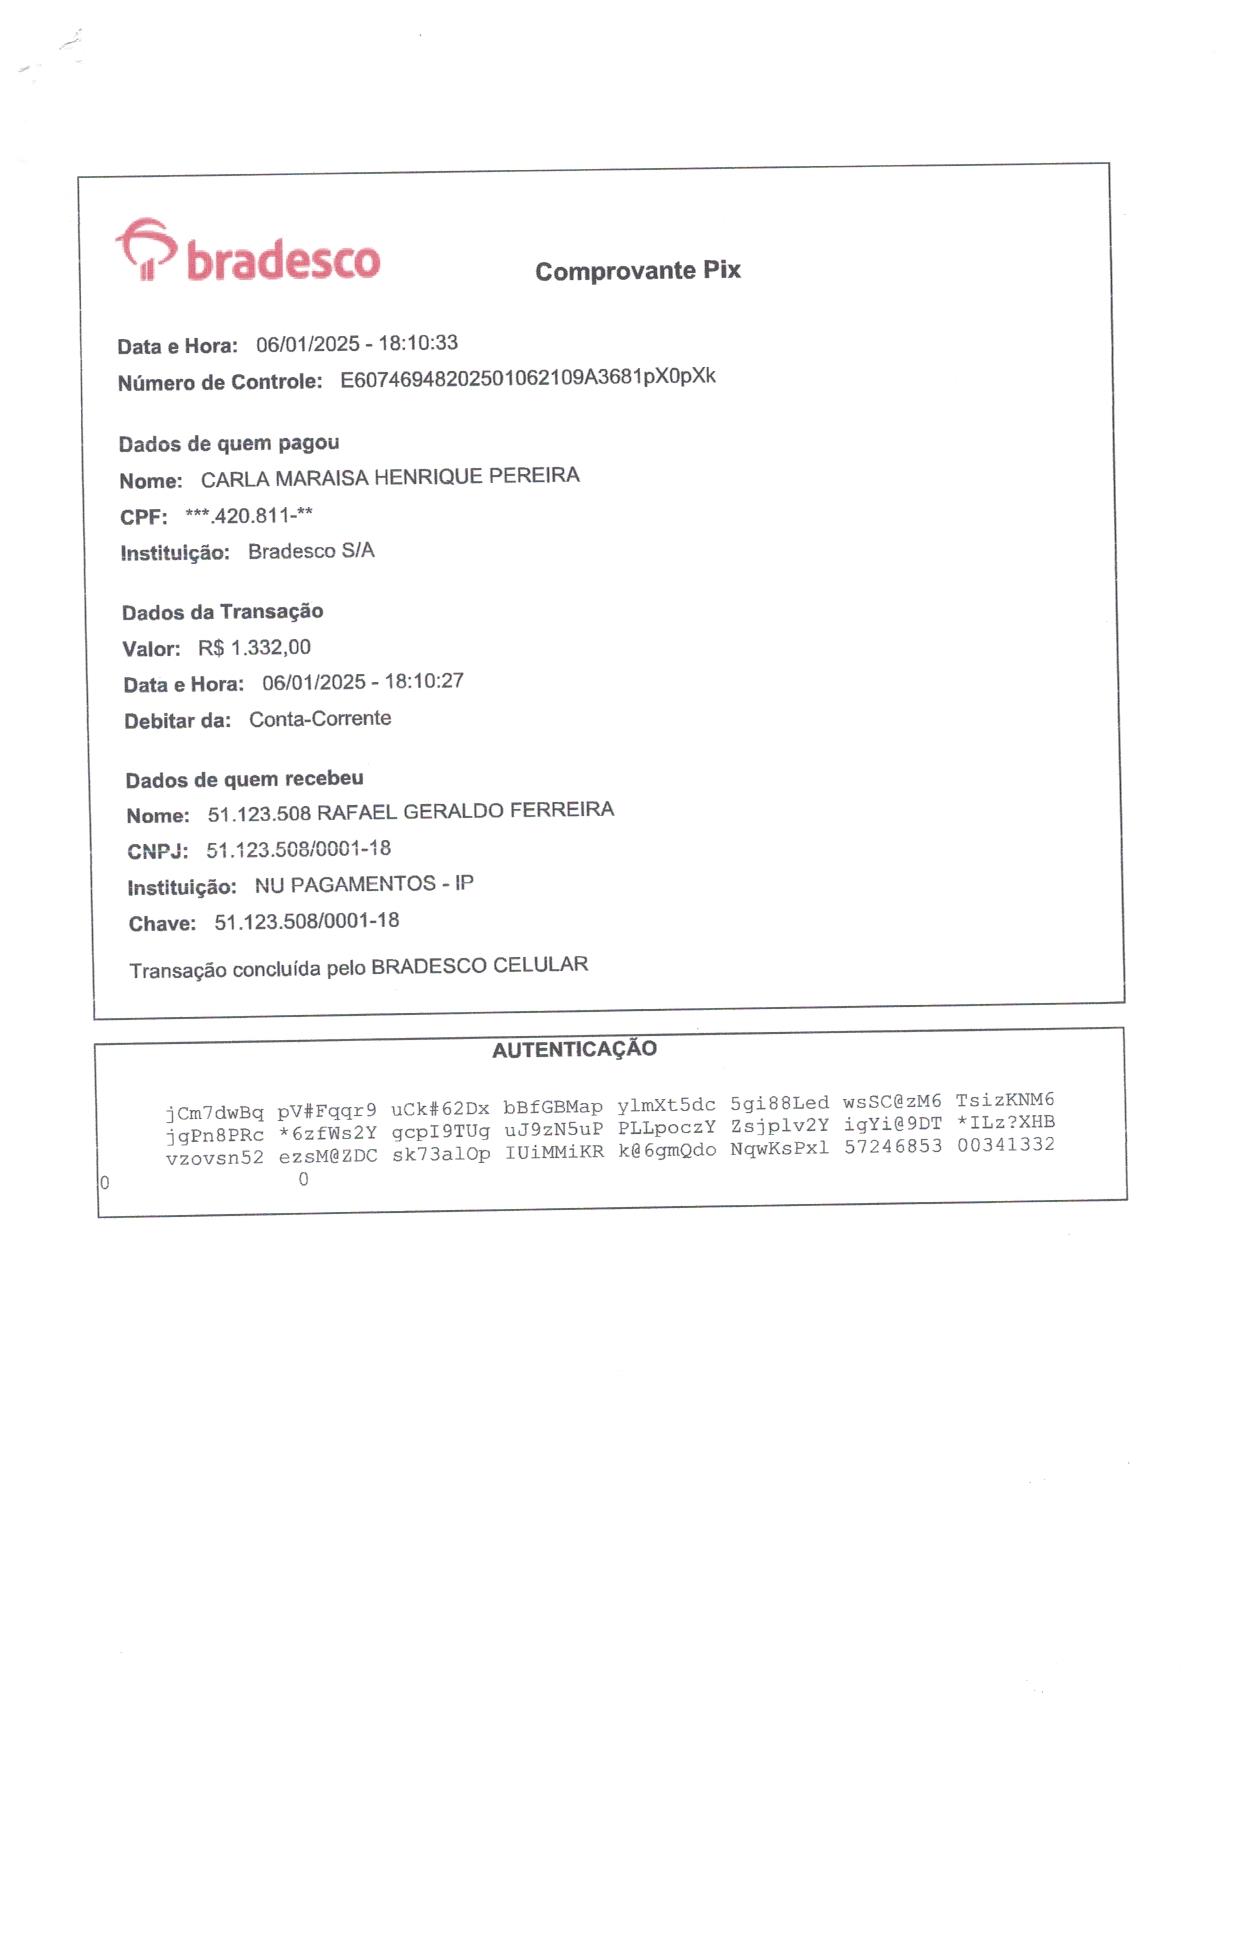 bradesco
Comprovante Pix
Data e Hora: 06/01/2025 - 18:10:33
Número de Controle: E60746948202501062109A3681pX0pXk
Dados de quem pagou
Nome: CARLA MARAISA HENRIQUE PEREIRA
CPF: ***.420.811-**
Instituição: Bradesco S/A
Dados da Transação
Valor: R$ 1.332,00
Data e Hora: 06/01/2025 - 18:10:27
Debitar da: Conta-Corrente
Dados de quem recebeu
Nome: 51.123.508 RAFAEL GERALDO FERREIRA
CNPJ: 51.123.508/0001-18
Instituição: NU PAGAMENTOS - IP
Chave: 51.123.508/0001-18
Transação concluída pelo BRADESCO CELULAR
AUTENTICAÇÃO
jCm7dwBq pV#Fqqr9 uCk#62Dx bBfGBMap ylmXt5dc 5gi88Led wsSC@zM6 TsizKNM6
jgPn8PRc *6zfWs2Y gcpI9TUg uJ9zN5uP PLLpoczY Zsjplv2Y igYi@9DT *ILz?XHB
vzovsn52 ezsM@ZDC sk73alOp IUiMMiKR k@6gmQdo NqwKsPxl 57246853 00341332
0 0